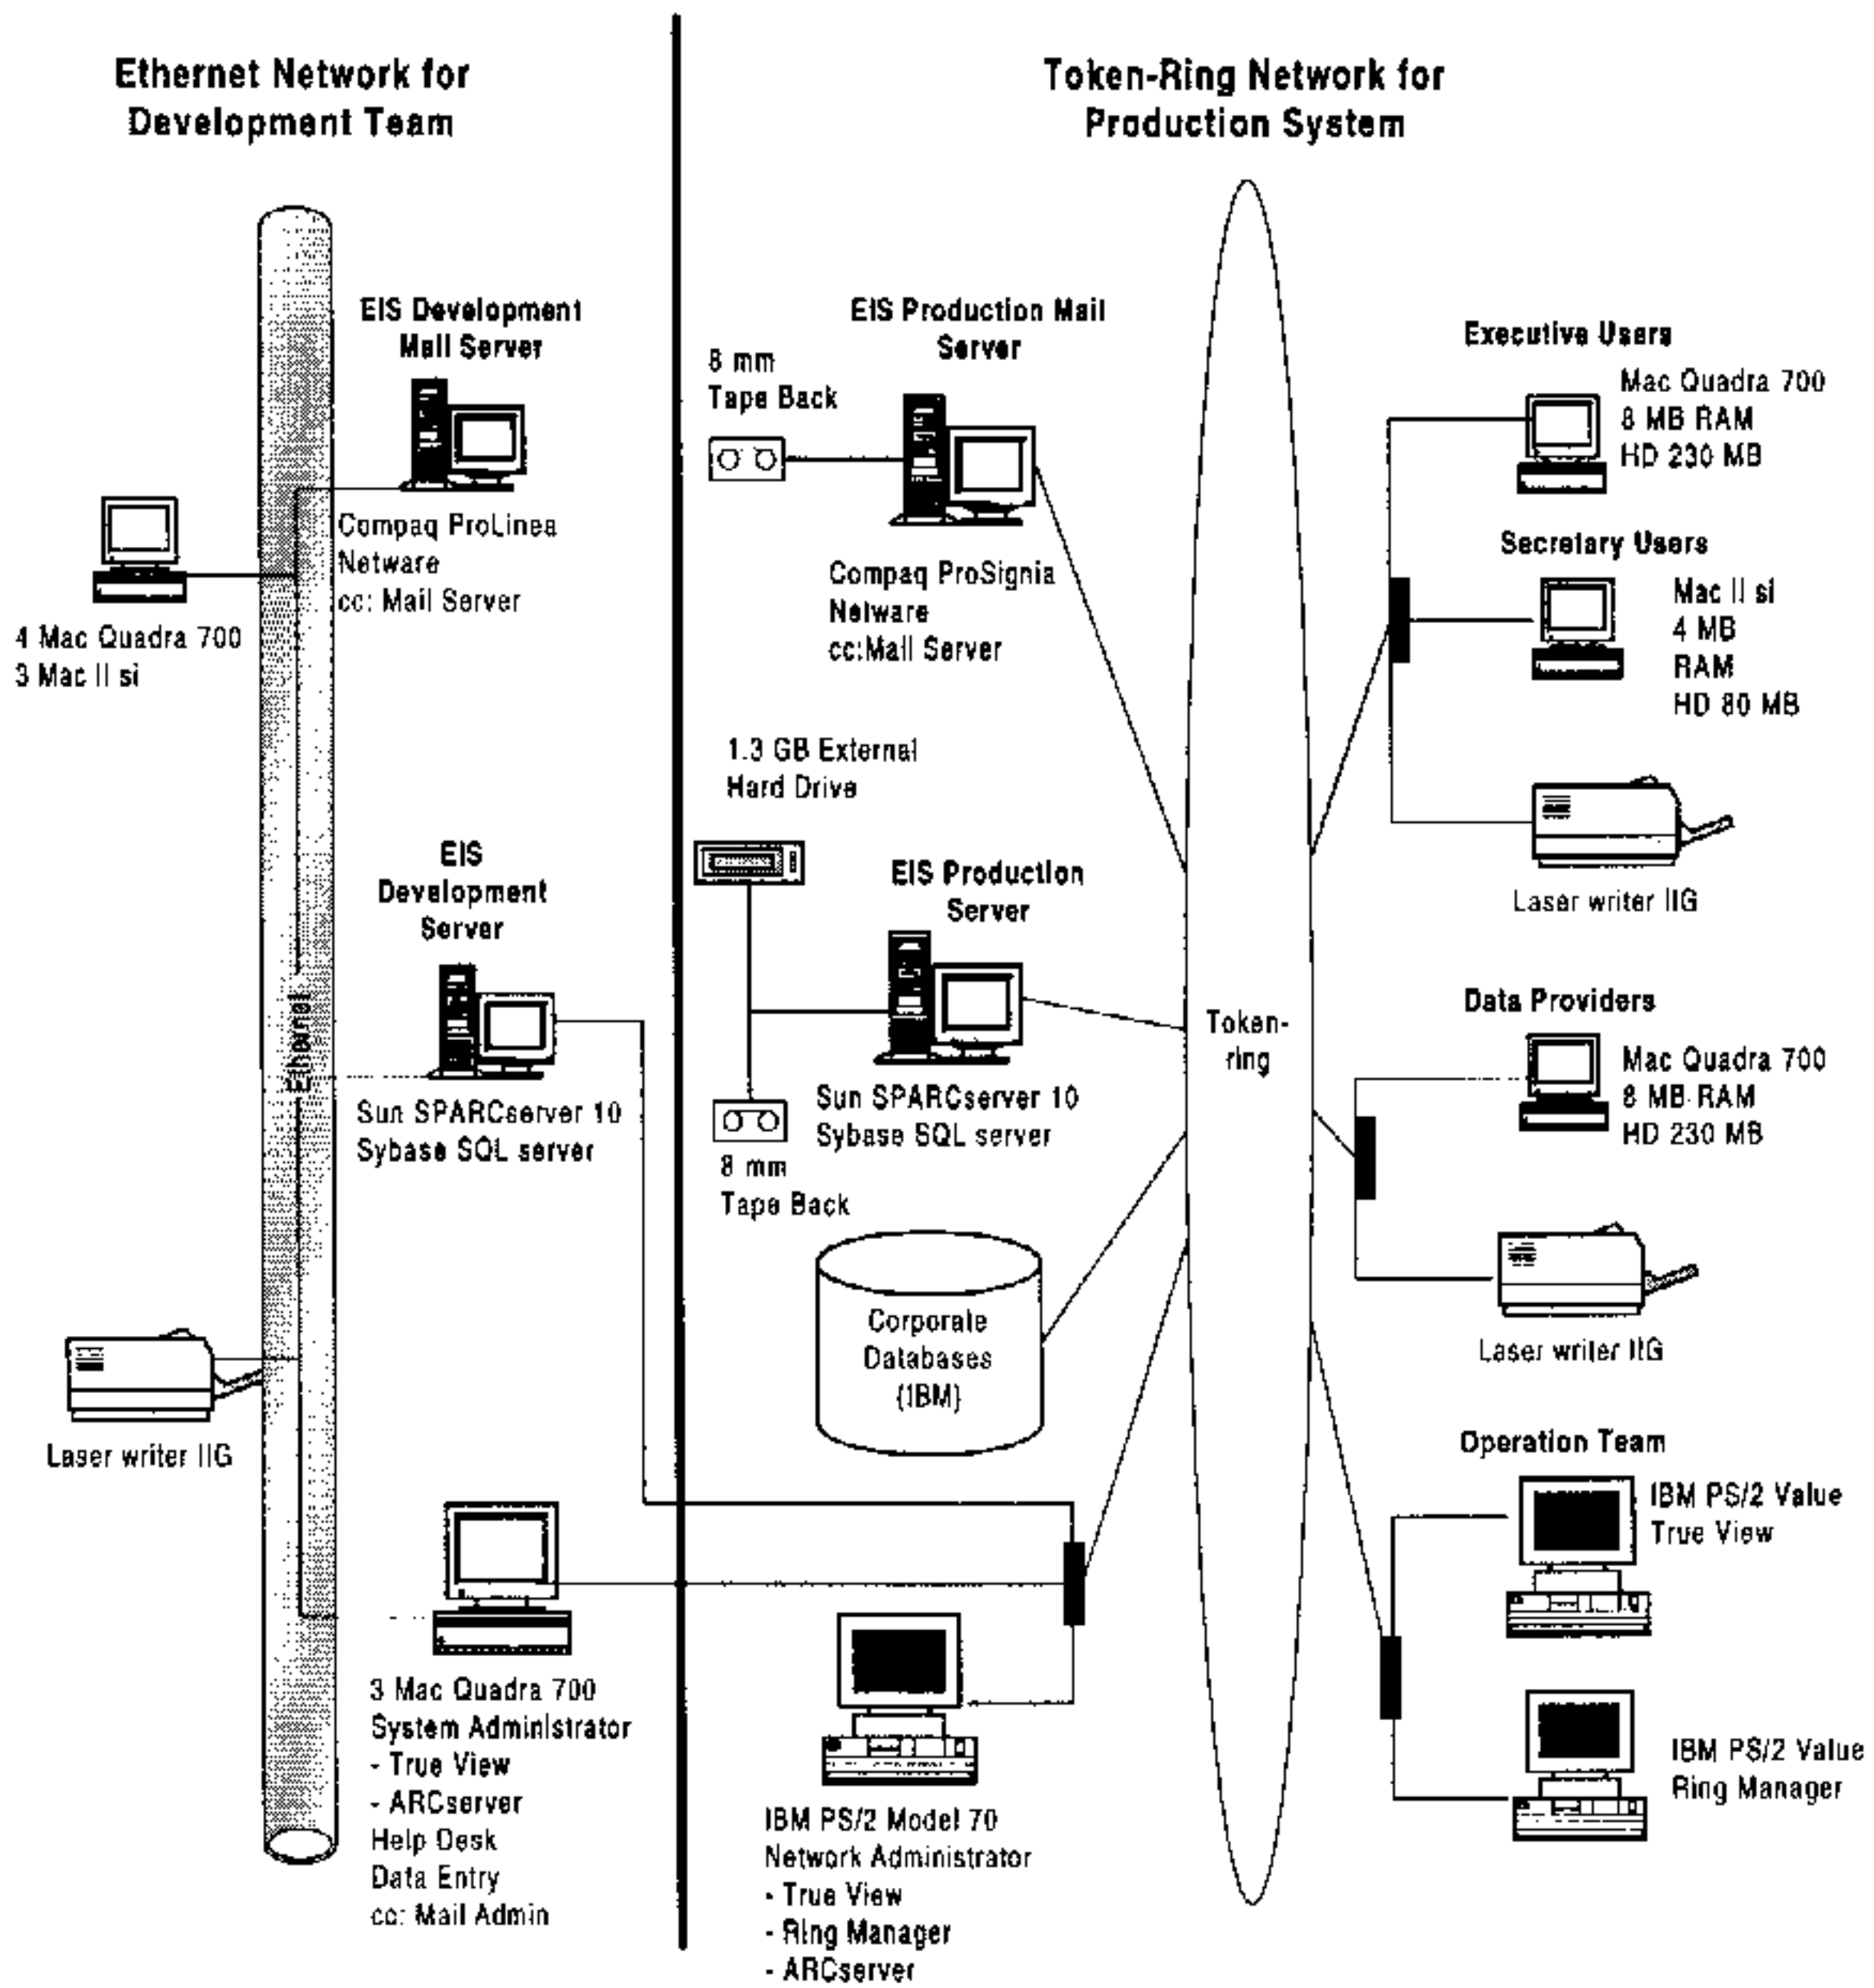 Ethernet Network for
Development Team
Token-Ring Network for
Production System
EIS Development
Mail Server
Compaq ProLinea
Netware
cc: Mail Server
4 Mac Quadra 700
3 Mac II si
EIS
Development
Server
Ethernet
Sun SPARCserver 10
Sybase SQL server
Laser writer IIG
3 Mac Quadra 700
System Administrator
- True View
- ARCserver
Help Desk
Data Entry
cc: Mail Admin
EIS Production Mail
Server
8 mm
Tape Back
Compaq ProSignia
Netware
cc:Mail Server
1.3 GB External
Hard Drive
EIS Production
Server
Sun SPARCserver 10
Sybase SQL server
8 mm
Tape Back
Corporate
Databases
(IBM)
IBM PS/2 Model 70
Network Administrator
- True View
- Ring Manager
- ARCserver
Token-
ring
Executive Users
Mac Quadra 700
8 MB RAM
HD 230 MB
Secretary Users
Mac II si
4 MB
RAM
HD 80 MB
Laser writer IIG
Data Providers
Mac Quadra 700
8 MB RAM
HD 230 MB
Laser writer IIG
Operation Team
IBM PS/2 Value
True View
IBM PS/2 Value
Ring Manager